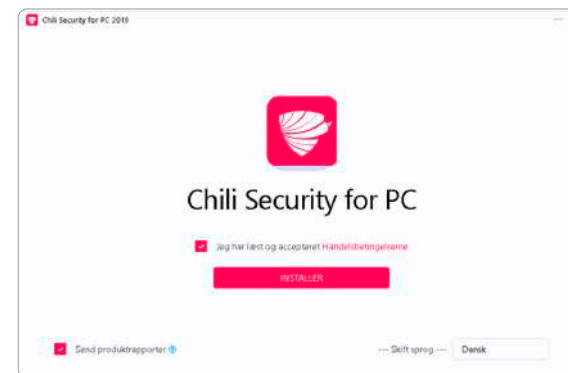 Chili Security for PC 2018
Chili Security for PC
Jeg har læst og accepteret Handelsbetingelserne
INSTALLER
Send produktrapporter
--- Skift sprog --- Dansk